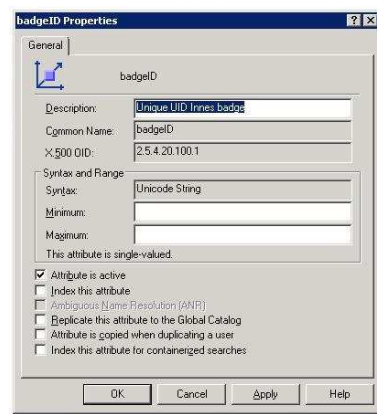 badgeID Properties
General
badgeID
Description: Unique UID Innes badge
Common Name: badgeID
X.500 OID: 2.5.4.20.100.1
Syntax and Range
Syntax: Unicode String
Minimum:
Maximum:
This attribute is single-valued.
Attribute is active
Index this attribute
Ambiguous Name Resolution (ANR)
Replicate this attribute to the Global Catalog
Attribute is copied when duplicating a user
Index this attribute for containerized searches
OK Cancel Apply Help